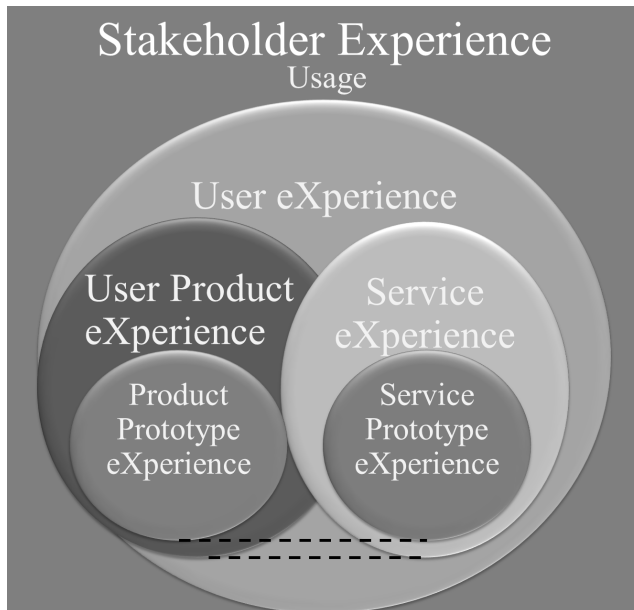 Stakeholder Experience
Usage
User eXperience
User Product
eXperience
Service
eXperience
Product
Prototype
eXperience
Service
Prototype
eXperience